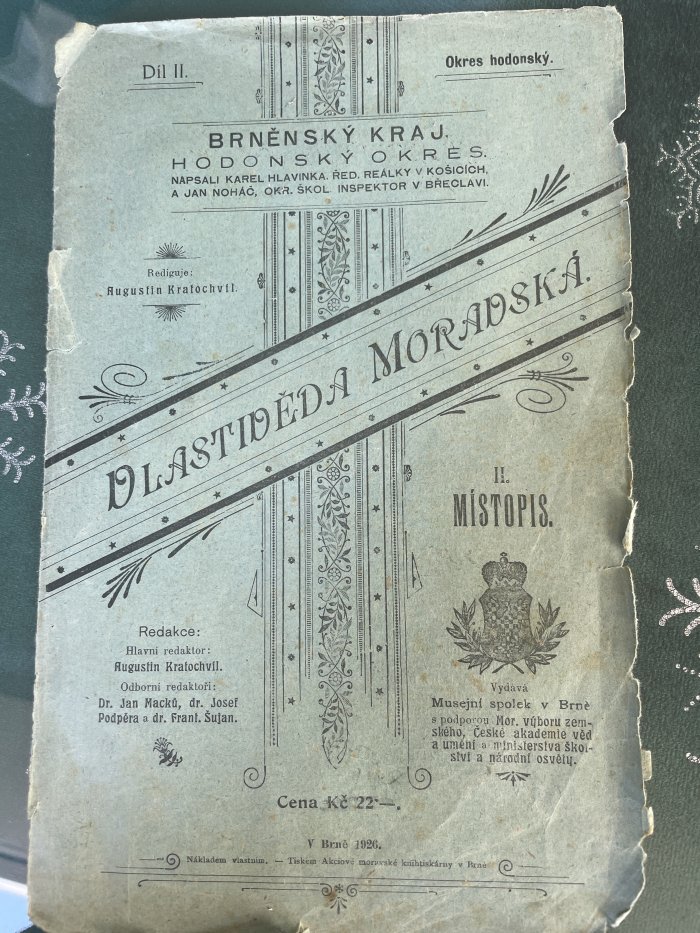 Díl II.
Okres hodonský.
BRNĚNSKÝ KRAJ.
HODONSKÝ OKRES.
NAPSALI KAREL HLAVINKA, ŘED. REÁLKY V KOŠICÍCH,
A JAN NOHÁČ, OKR. ŠKOL. INSPEKTOR V BŘECLAVI.
Rediguje:
Augustin Kratochvíl.
VLASTIVĚDA MORAVSKÁ.
II.
MÍSTOPIS.
Redakce:
Hlavní redaktor:
Augustin Kratochvíl.
Odborní redaktoři:
Dr. Jan Macků, dr. Josef
Podpěra a dr. Frant. Šujan.
Vydává
Musejní spolek v Brně
s podporou Mor. výboru zem-
ského, České akademie věd
a umění a ministerstva škol-
ství a národní osvěty.
Cena Kč 22·—.
V Brně 1926.
Nákladem vlastním. — Tiskem Akciové moravské knihtiskárny v Brně